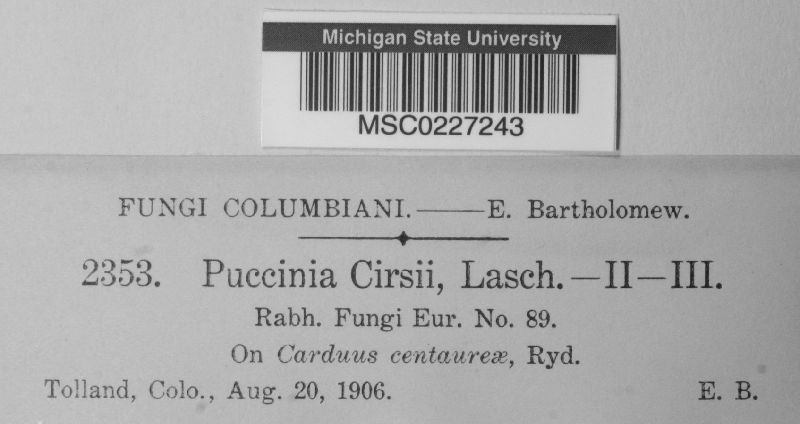 Michigan State University
MSC0227243
FUNGI COLUMBIANI.——E. Bartholomew.
2353. Puccinia Cirsii, Lasch.—II—III.
Rabh. Fungi Eur. No. 89.
On Carduus centaureæ, Ryd.
Tolland, Colo., Aug. 20, 1906. E. B.